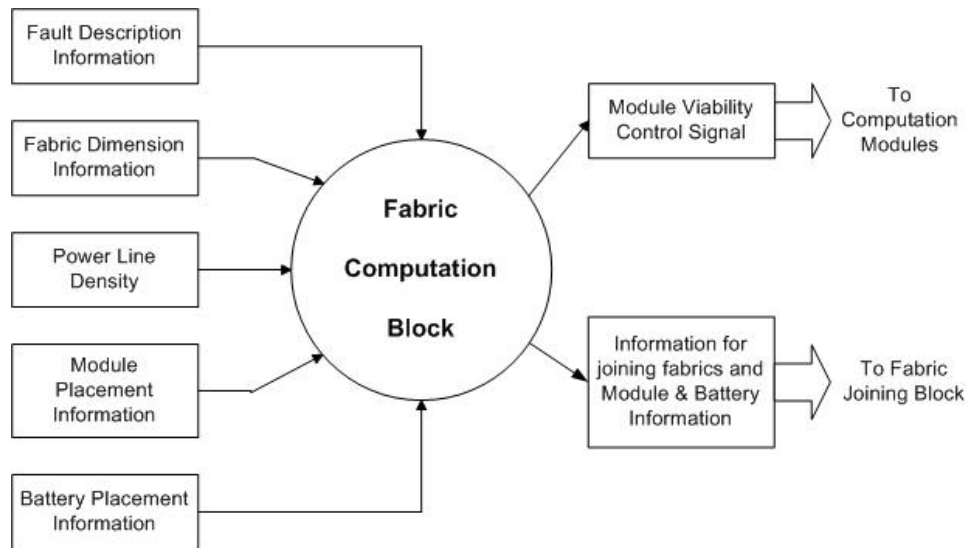 Fault Description
Information
Fabric Dimension
Information
Power Line
Density
Module
Placement
Information
Battery Placement
Information
Fabric
Computation
Block
Module Viability
Control Signal
To
Computation
Modules
Information for
joining fabrics and
Module & Battery
Information
To Fabric
Joining Block